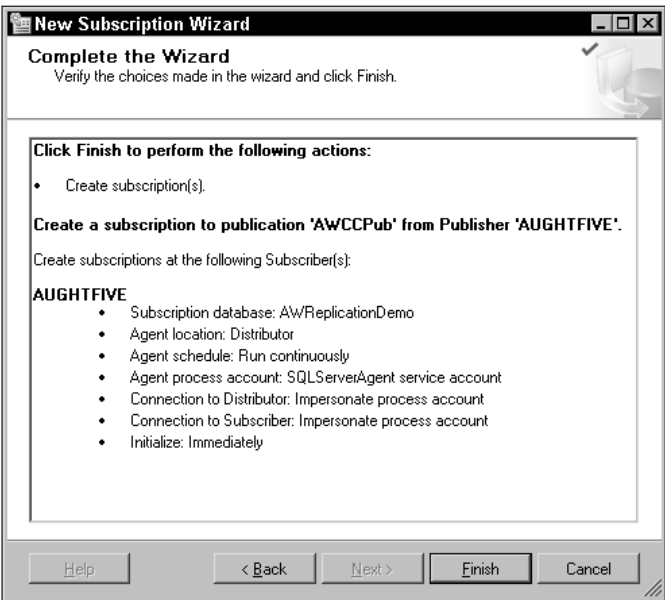 New Subscription Wizard
Complete the Wizard
Verify the choices made in the wizard and click Finish.
Click Finish to perform the following actions:
• Create subscription(s).
Create a subscription to publication 'AWCCPub' from Publisher 'AUGHTFIVE'.
Create subscriptions at the following Subscriber(s):
AUGHTFIVE
• Subscription database: AWReplicationDemo
• Agent location: Distributor
• Agent schedule: Run continuously
• Agent process account: SQLServerAgent service account
• Connection to Distributor: Impersonate process account
• Connection to Subscriber: Impersonate process account
• Initialize: Immediately
Help < Back Next > Finish Cancel